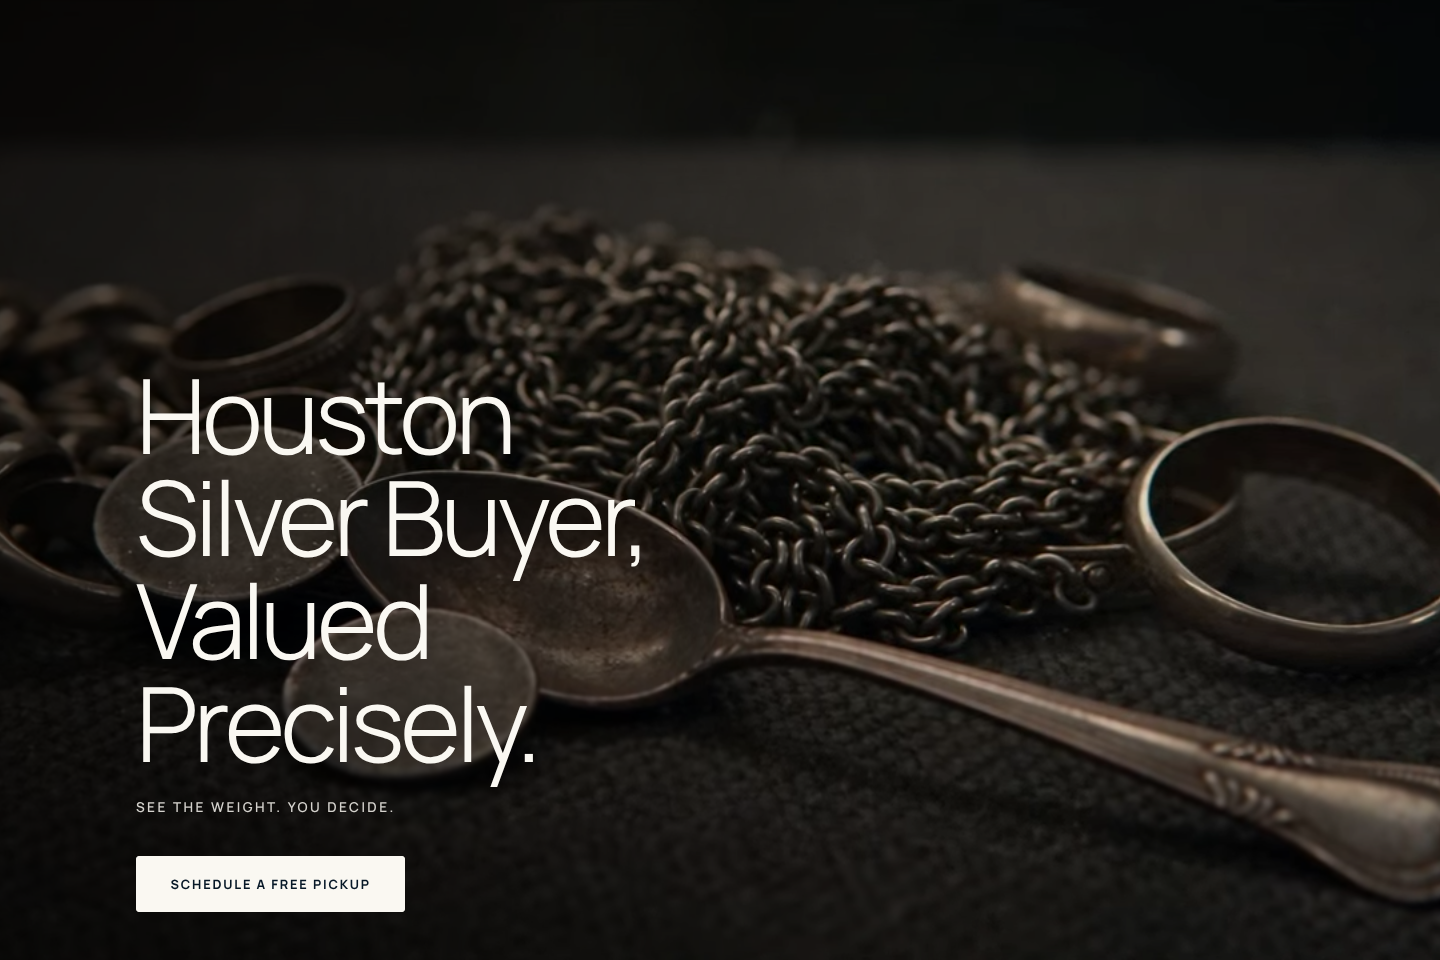 Houston
Silver Buyer,
Valued
Precisely.
SEE THE WEIGHT. YOU DECIDE.
SCHEDULE A FREE PICKUP